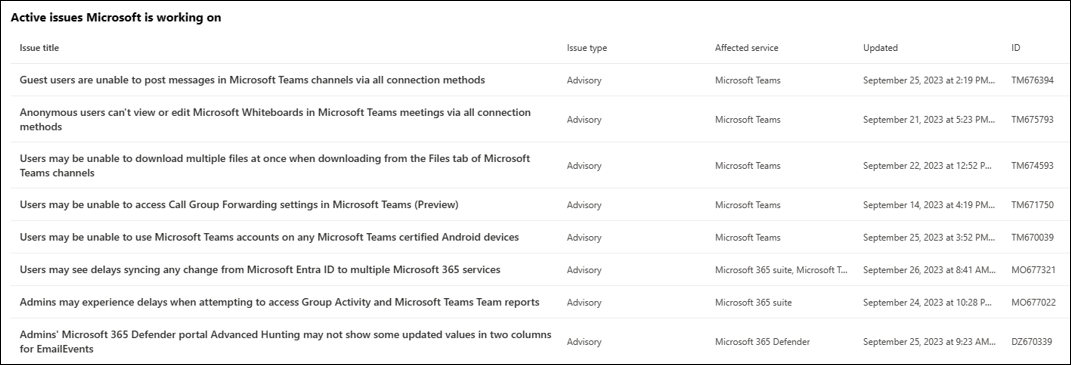 Active issues Microsoft is working on
Issue title Issue type Affected service Updated ID
Guest users are unable to post messages in Microsoft Teams channels via all connection methods Advisory Microsoft Teams September 25, 2023 at 2:19 PM... TM676394
Anonymous users can't view or edit Microsoft Whiteboards in Microsoft Teams meetings via all connection
methods Advisory Microsoft Teams September 21, 2023 at 5:23 PM... TM675793
Users may be unable to download multiple files at once when downloading from the Files tab of Microsoft
Teams channels Advisory Microsoft Teams September 22, 2023 at 12:52 P... TM674593
Users may be unable to access Call Group Forwarding settings in Microsoft Teams (Preview) Advisory Microsoft Teams September 14, 2023 at 4:19 PM... TM671750
Users may be unable to use Microsoft Teams accounts on any Microsoft Teams certified Android devices Advisory Microsoft Teams September 25, 2023 at 3:52 PM... TM670039
Users may see delays syncing any change from Microsoft Entra ID to multiple Microsoft 365 services Advisory Microsoft 365 suite, Microsoft T... September 26, 2023 at 8:41 AM... MO677321
Admins may experience delays when attempting to access Group Activity and Microsoft Teams Team reports Advisory Microsoft 365 suite September 24, 2023 at 10:28 P... MO677022
Admins' Microsoft 365 Defender portal Advanced Hunting may not show some updated values in two columns
for EmailEvents Advisory Microsoft 365 Defender September 25, 2023 at 9:23 AM... DZ670339